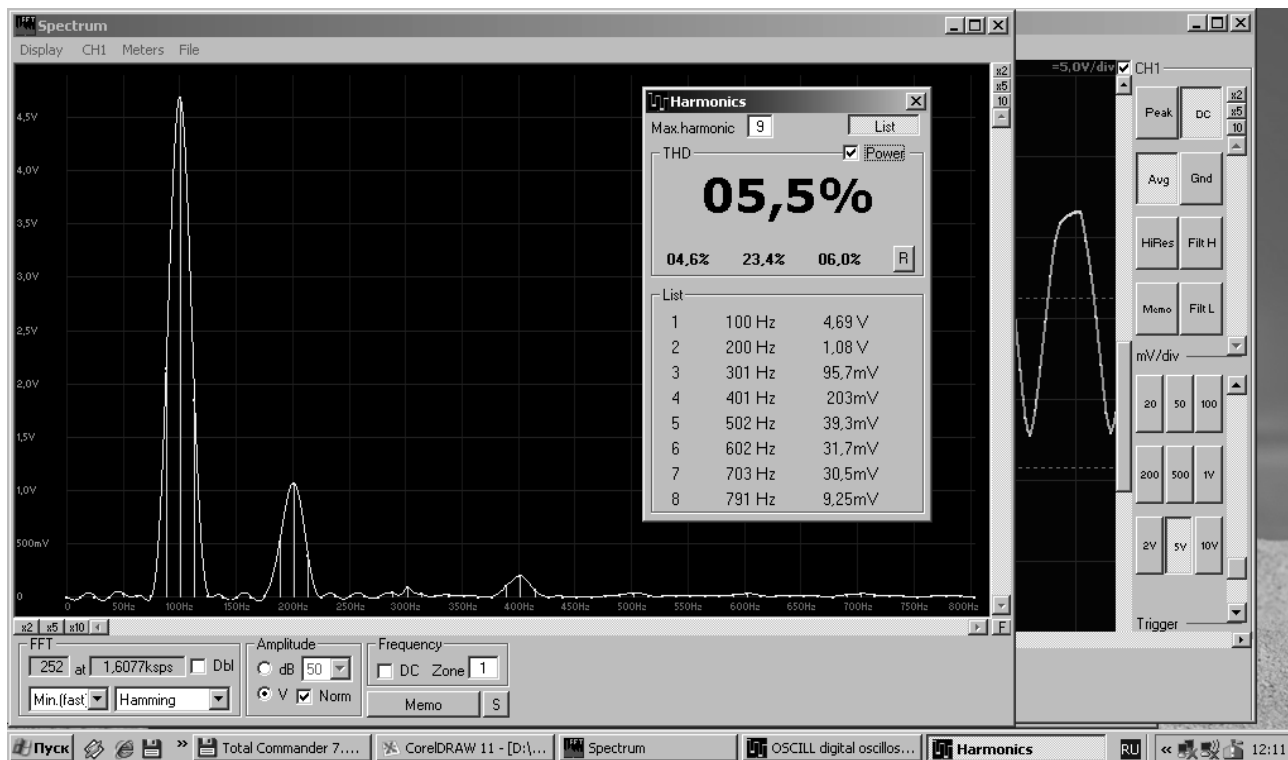 Spectrum
Display CH1 Meters File
x2
x5
10
4,5V
4,0V
3,5V
3,0V
2,5V
2,0V
1,5V
1,0V
500mV
0
0 50Hz 100Hz 150Hz 200Hz 250Hz 300Hz 350Hz 400Hz 450Hz 500Hz 550Hz 600Hz 650Hz 700Hz 750Hz 800Hz
x2 x5 x10 F
FFT
252 at 1,6077ksps Dbl
Min.(fast) Hamming
Amplitude
dB 50
V Norm
Frequency
DC Zone 1
Memo S
Harmonics
Max.harmonic 9 List
THD Power
05,5%
04,6% 23,4% 06,0% R
List
1 100 Hz 4,69 V
2 200 Hz 1,08 V
3 301 Hz 95,7mV
4 401 Hz 203mV
5 502 Hz 39,3mV
6 602 Hz 31,7mV
7 703 Hz 30,5mV
8 791 Hz 9,25mV
=5,0V/div CH1
Peak DC x2
x5
10
Avg Gnd
HiRes Filt H
Memo Filt L
mV/div
20 50 100
200 500 1V
2V 5V 10V
Trigger
Пуск » Total Commander 7.... CorelDRAW 11 - [D:\... Spectrum OSCILL digital oscillos... Harmonics RU « 12:11